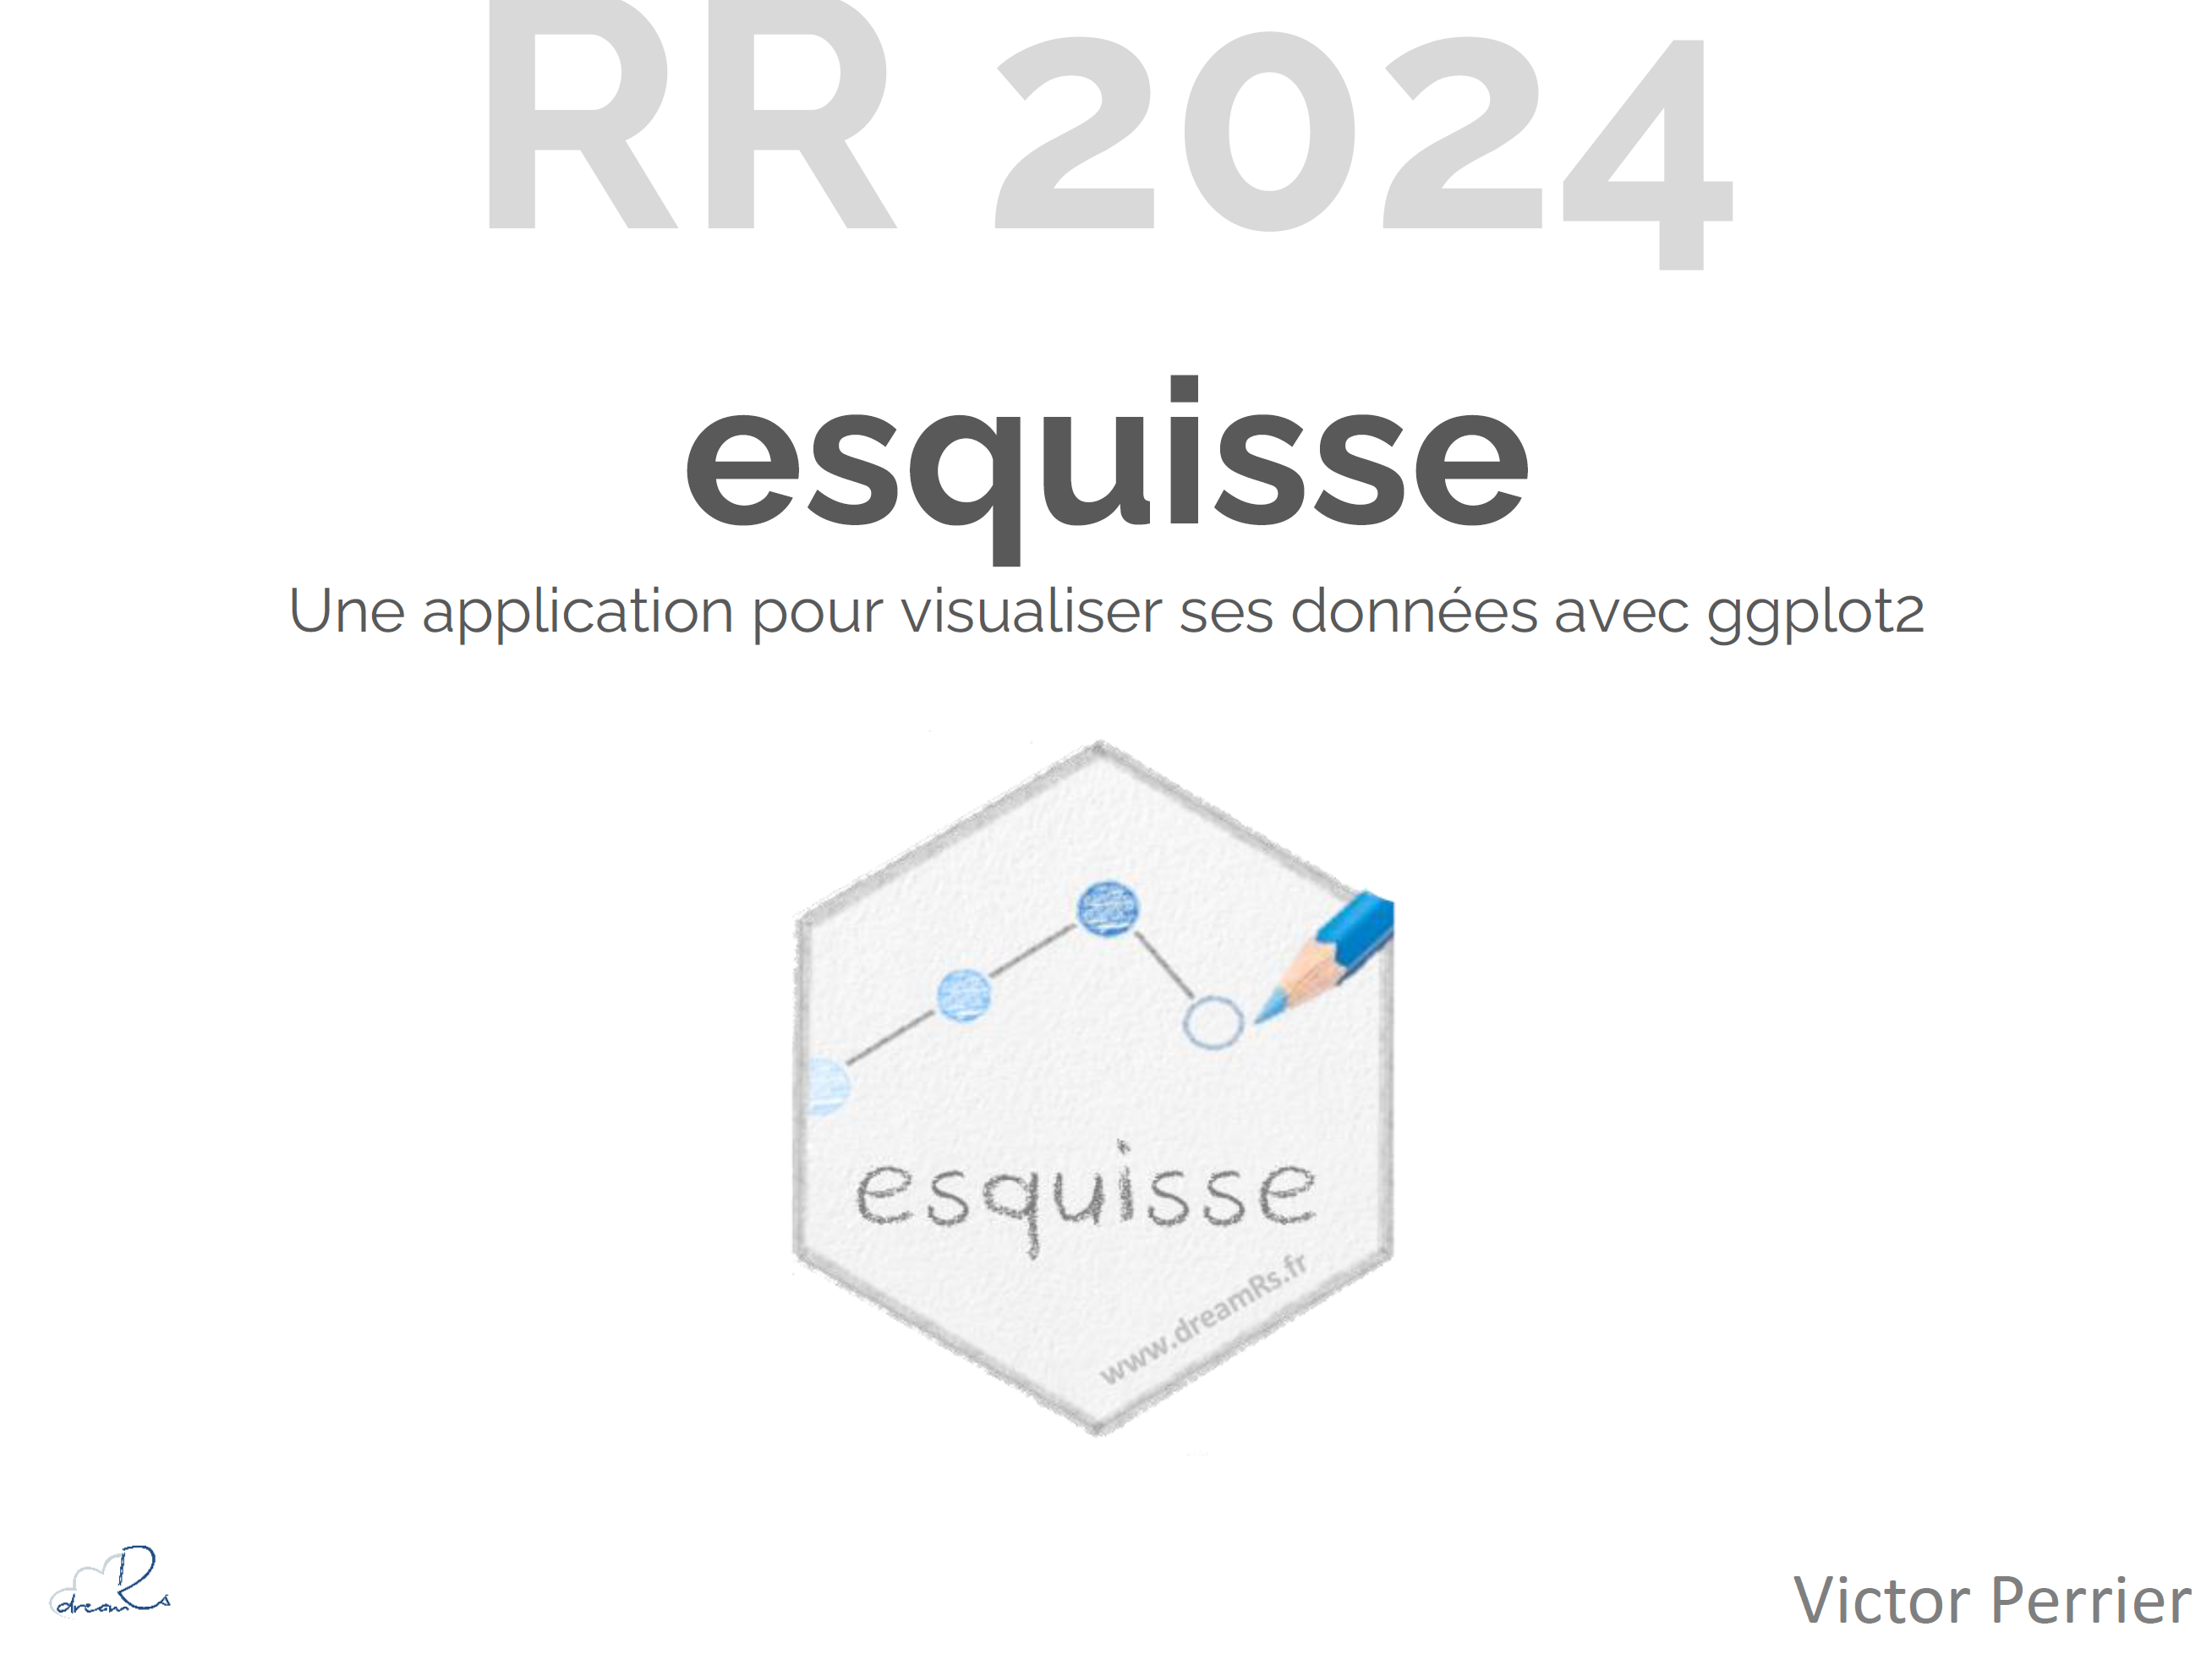 RR 2024
esquisse
Une application pour visualiser ses données avec ggplot2
esquisse
www.dreamRs.fr
dreamRs
Victor Perrier